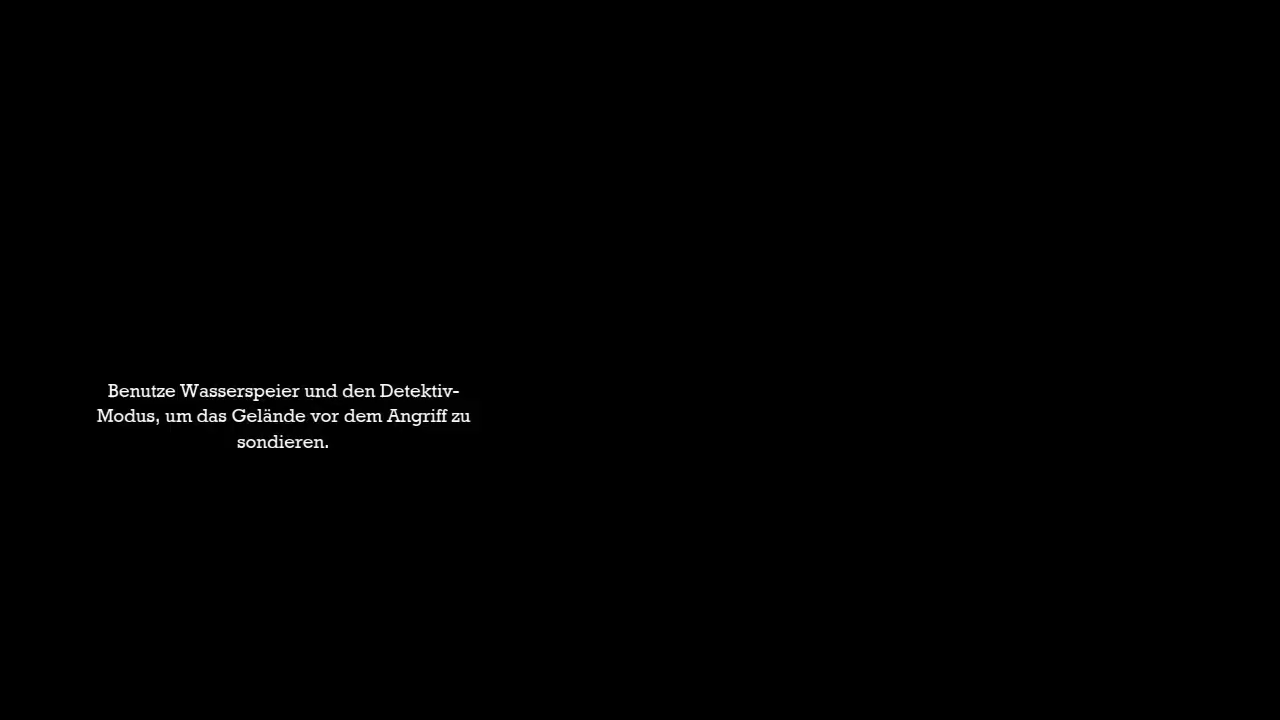 Benutze Wasserspeier und den Detektiv-
Modus, um das Gelände vor dem Angriff zu
sondieren.